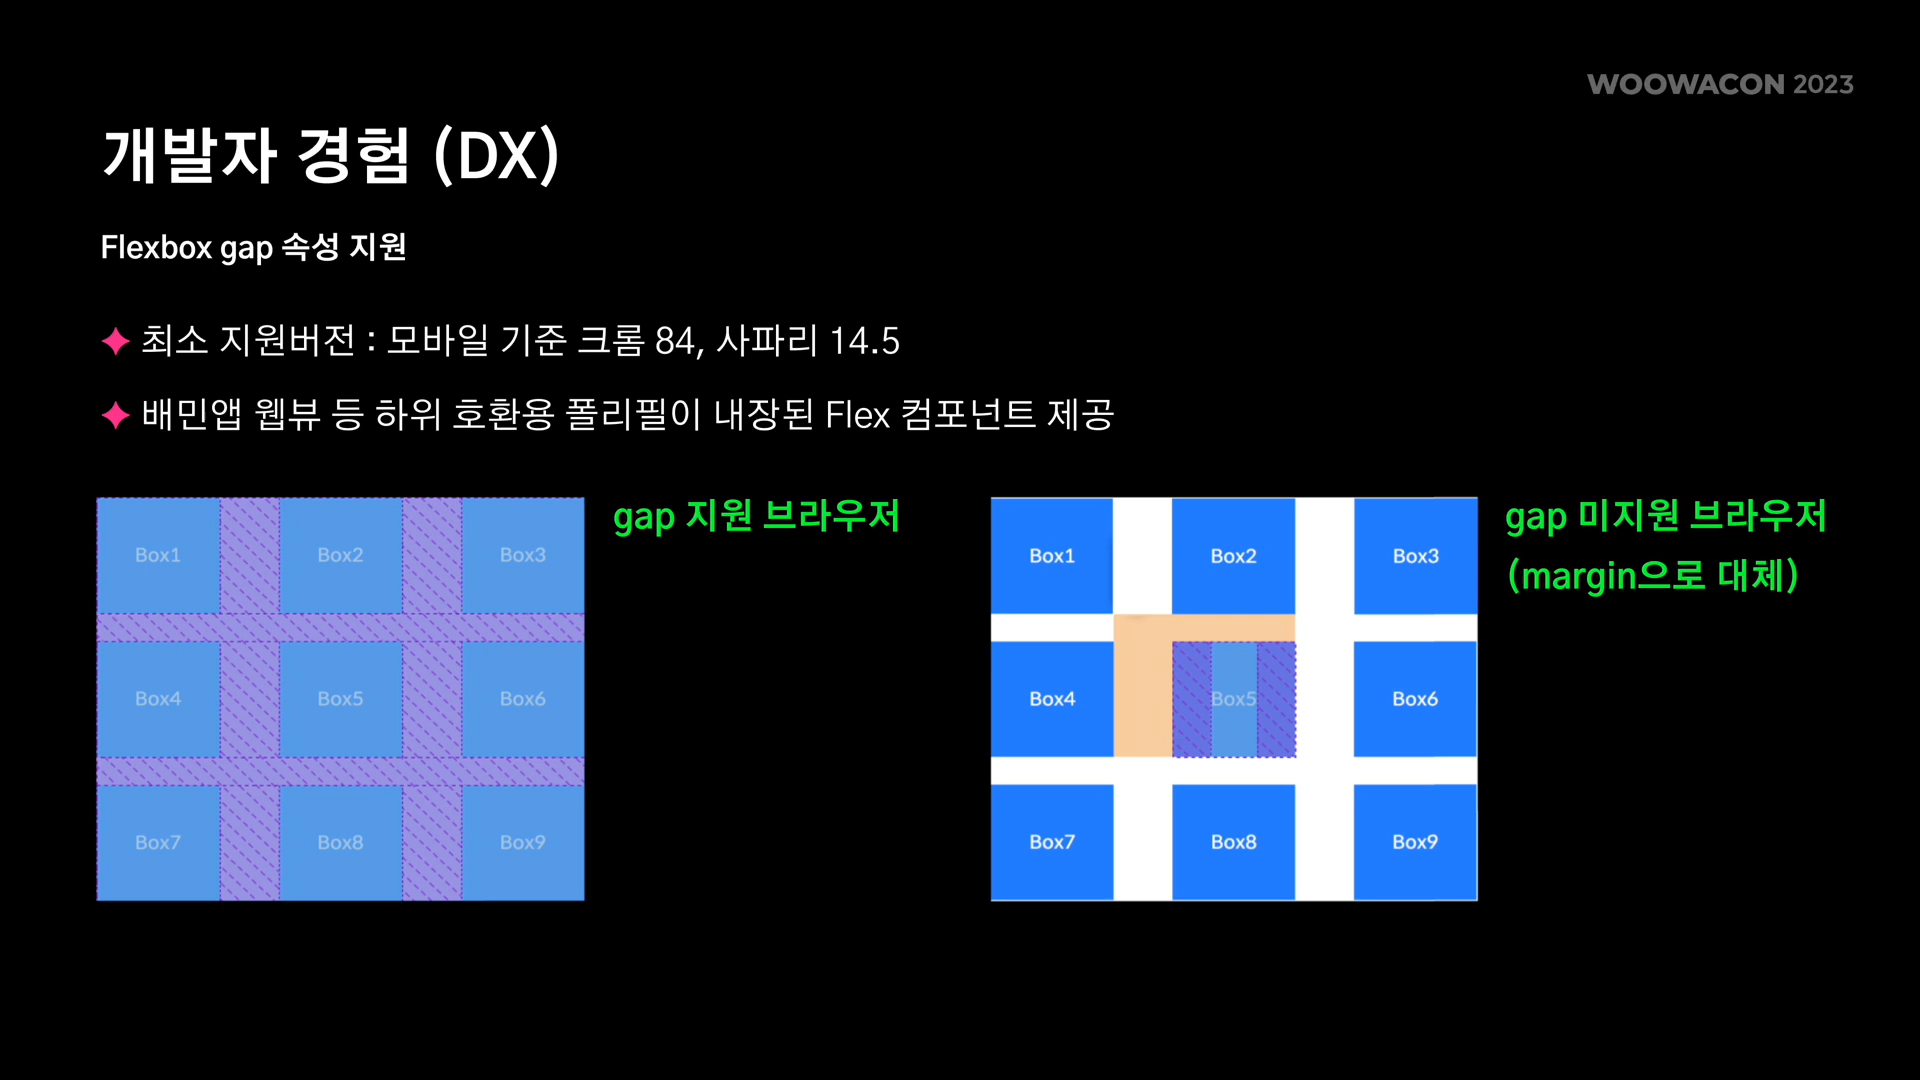 WOOWACON 2023
개발자 경험 (DX)
Flexbox gap 속성 지원
최소 지원버전 : 모바일 기준 크롬 84, 사파리 14.5
배민앱 웹뷰 등 하위 호환용 폴리필이 내장된 Flex 컴포넌트 제공
Box1 Box2 Box3
Box4 Box5 Box6
Box7 Box8 Box9
gap 지원 브라우저
Box1 Box2 Box3
Box4 Box5 Box6
Box7 Box8 Box9
gap 미지원 브라우저
(margin으로 대체)